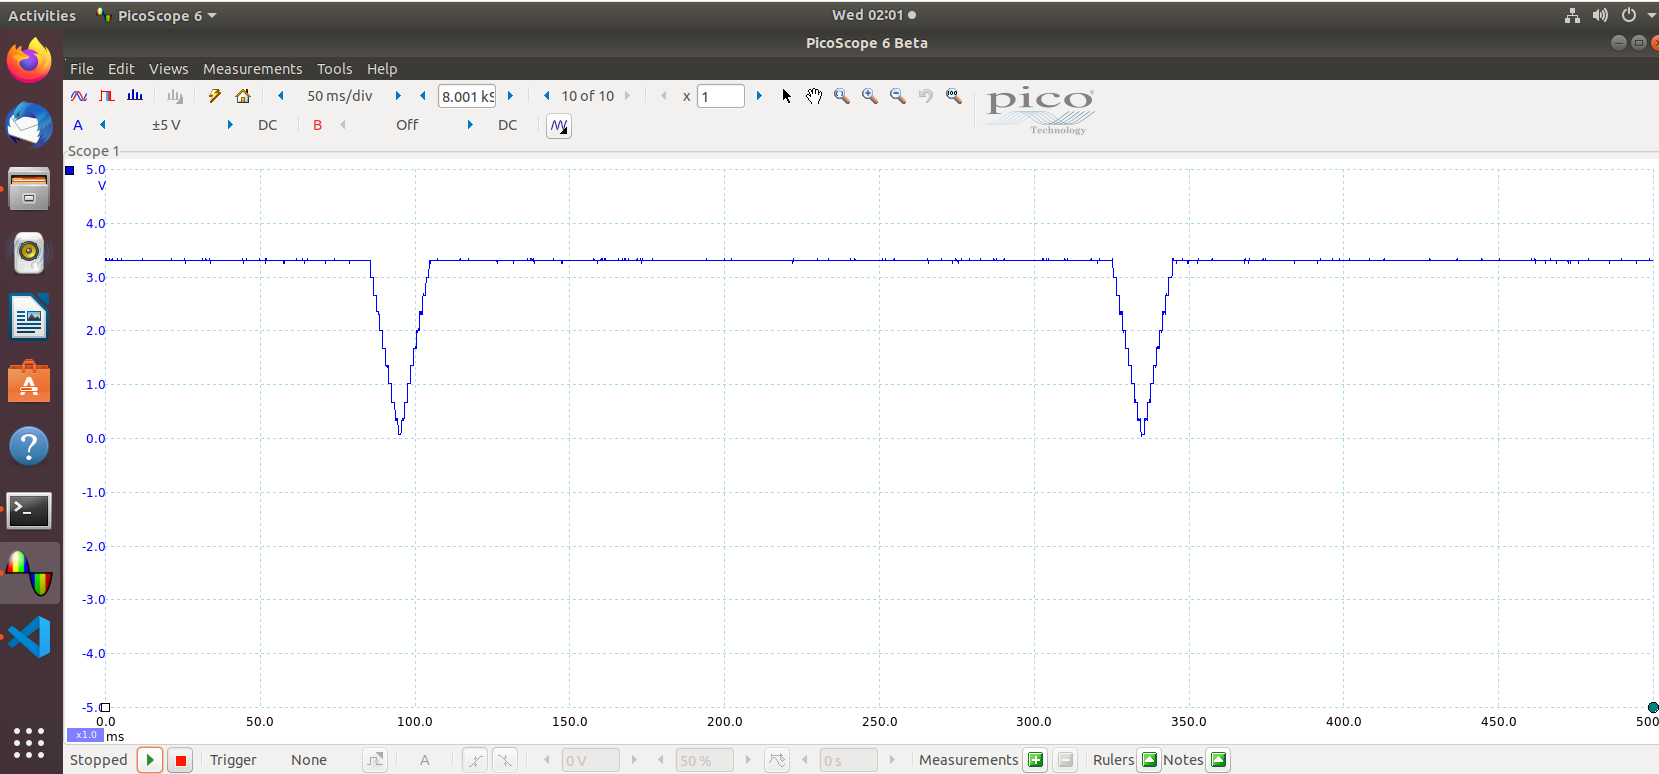 Activities PicoScope 6 Wed 02:01
PicoScope 6 Beta
File Edit Views Measurements Tools Help
50 ms/div 8.001 kS 10 of 10 x 1
pico
Technology
A ±5 V DC B Off DC
Scope 1
5.0
V
4.0
3.0
2.0
1.0
0.0
-1.0
-2.0
-3.0
-4.0
-5.0
0.0 50.0 100.0 150.0 200.0 250.0 300.0 350.0 400.0 450.0 500
x1.0 ms
Stopped Trigger None A 0 V 50 % 0 s Measurements Rulers Notes